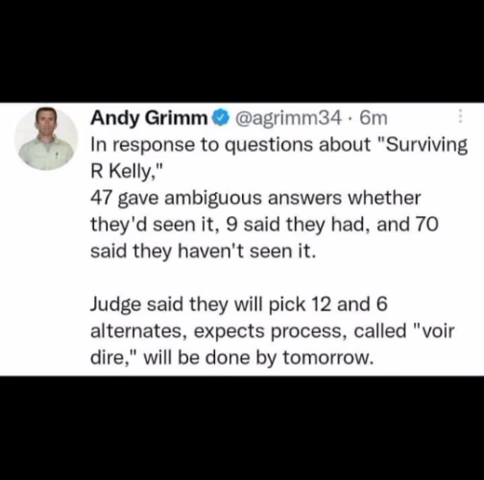 Andy Grimm @agrimm34 · 6m
In response to questions about "Surviving
R Kelly,"
47 gave ambiguous answers whether
they'd seen it, 9 said they had, and 70
said they haven't seen it.
Judge said they will pick 12 and 6
alternates, expects process, called "voir
dire," will be done by tomorrow.